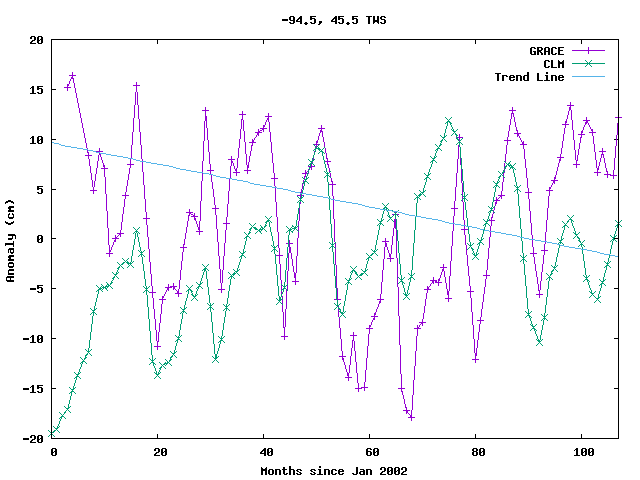 -94.5, 45.5 TWS
GRACE
CLM
Trend Line
20
15
10
5
0
-5
-10
-15
-20
Anomaly (cm)
0 20 40 60 80 100
Months since Jan 2002